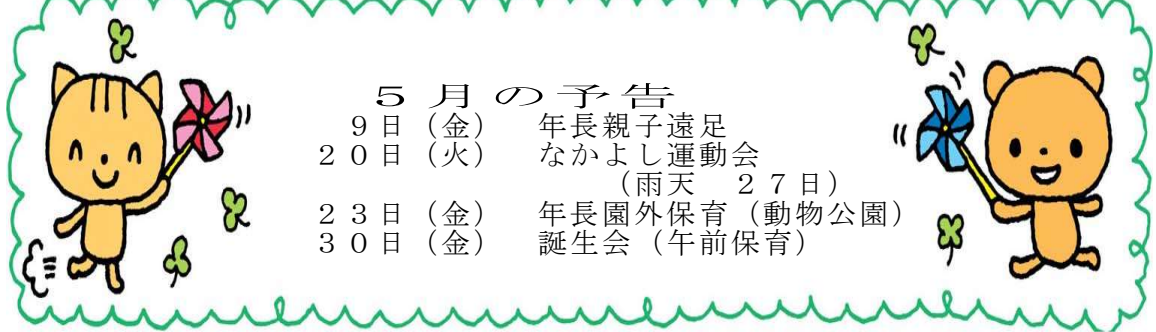 ５月の予告
９日（金）　年長親子遠足
２０日（火）　なかよし運動会
（雨天　２７日）
２３日（金）　年長園外保育（動物公園）
３０日（金）　誕生会（午前保育）